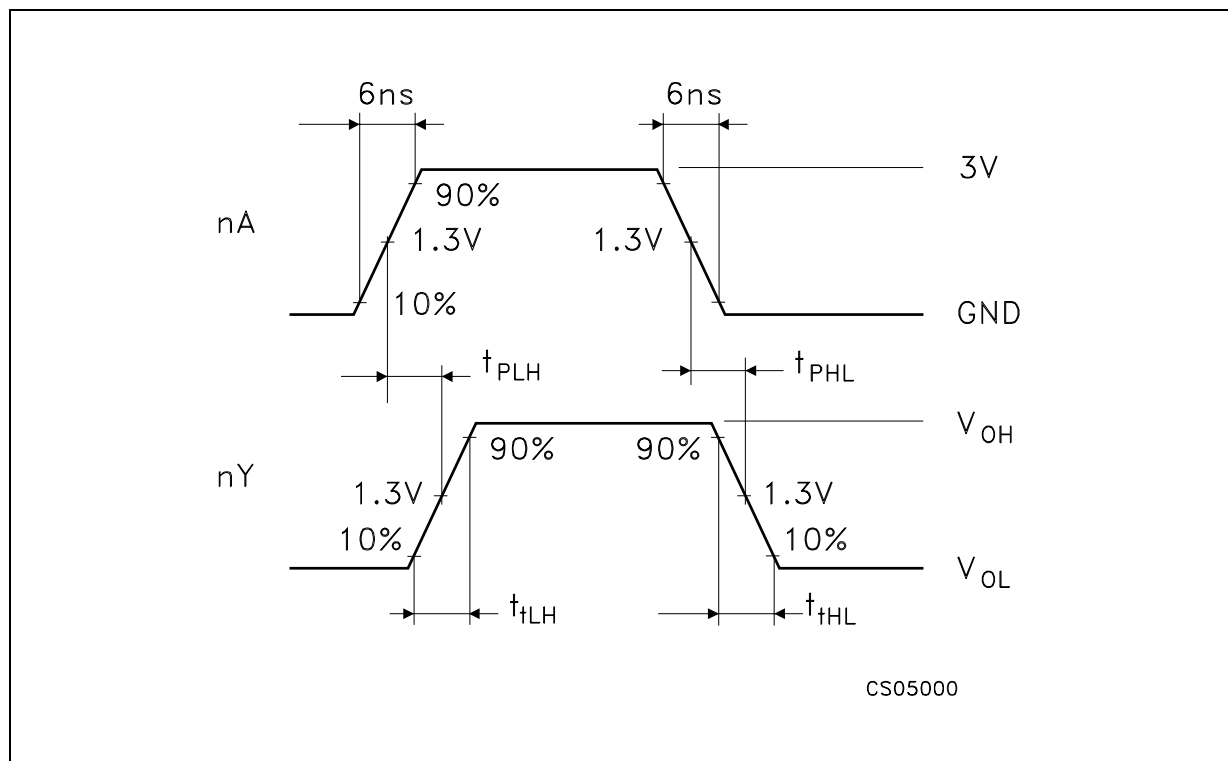 6ns 6ns
3V
90%
nA
1.3V 1.3V
10%
GND
tPLH tPHL
VOH
90% 90%
nY
1.3V 1.3V
10% 10%
VOL
ttLH ttHL
CS05000